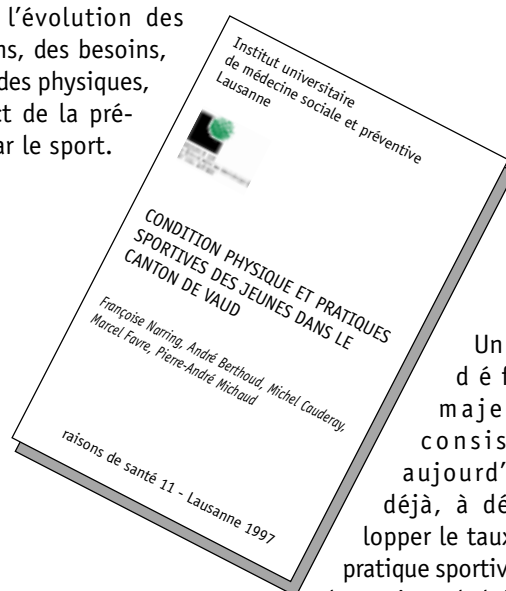 l'évolution des
ns, des besoins,
des physiques,
ct de la pré-
ar le sport.
Institut universitaire
de médecine sociale et préventive
Lausanne
CONDITION PHYSIQUE ET PRATIQUES
SPORTIVES DES JEUNES DANS LE
CANTON DE VAUD
Françoise Narring, André Berthoud, Michel Cauderay,
Marcel Favre, Pierre-André Michaud
raisons de santé 11 - Lausanne 1997
Un
déf
maje
consis
aujourd'
déjà, à dé
lopper le taux
pratique sportiv